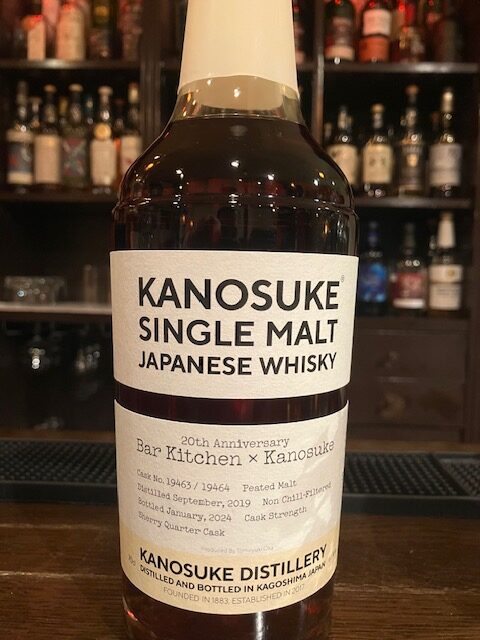 KANOSUKE®
SINGLE MALT
JAPANESE WHISKY
20th Anniversary
Bar Kitchen × Kanosuke
Cask No. 19463 / 19464 Peated Malt
Distilled September, 2019 Non Chill-Filtered
Bottled January, 2024 Cask Strength
Sherry Quarter Cask
KANOSUKE DISTILLERY
DISTILLED AND BOTTLED IN KAGOSHIMA JAPAN
FOUNDED IN 1883, ESTABLISHED IN 2017